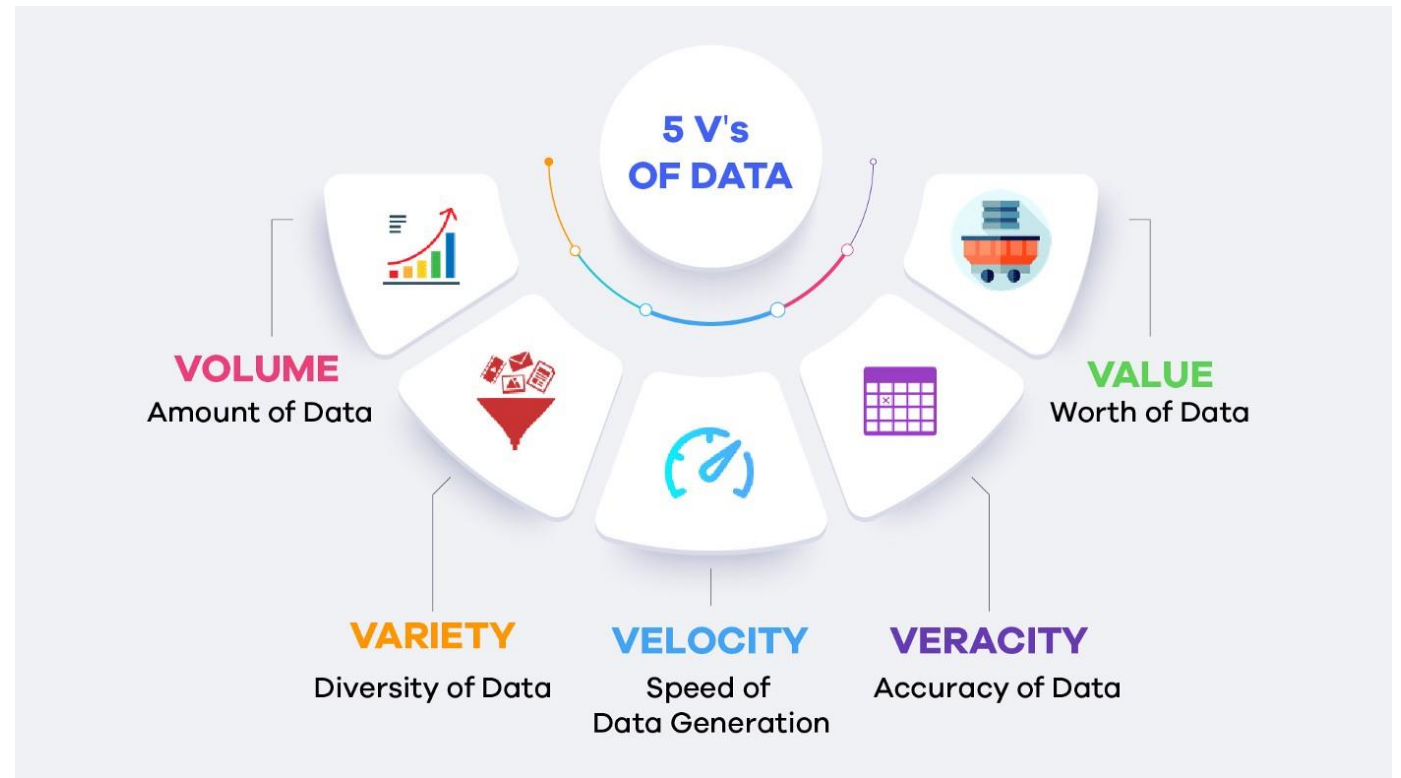 5 V's
OF DATA
VOLUME
Amount of Data
VARIETY
Diversity of Data
VELOCITY
Speed of
Data Generation
VERACITY
Accuracy of Data
VALUE
Worth of Data